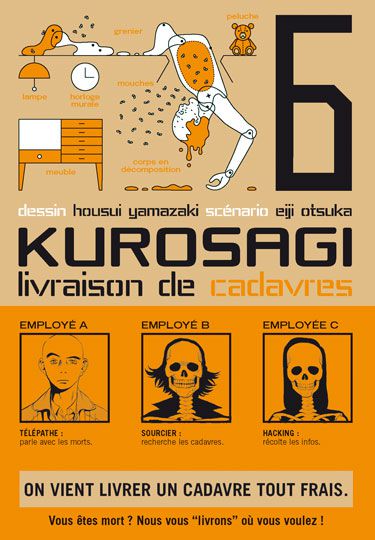 peluche
6
grenier
mouches
lampe
horloge
murale
meuble
corps en
décomposition
dessin housui yamazaki scénario eiji otsuka
KUROSAGI
livraison de cadavres
EMPLOYÉ A
EMPLOYÉ B
EMPLOYÉE C
TÉLÉPATHE :
parle avec les morts.
SOURCIER :
recherche les cadavres.
HACKING :
récolte les infos.
ON VIENT LIVRER UN CADAVRE TOUT FRAIS.
Vous êtes mort ? Nous vous “livrons” où vous voulez !